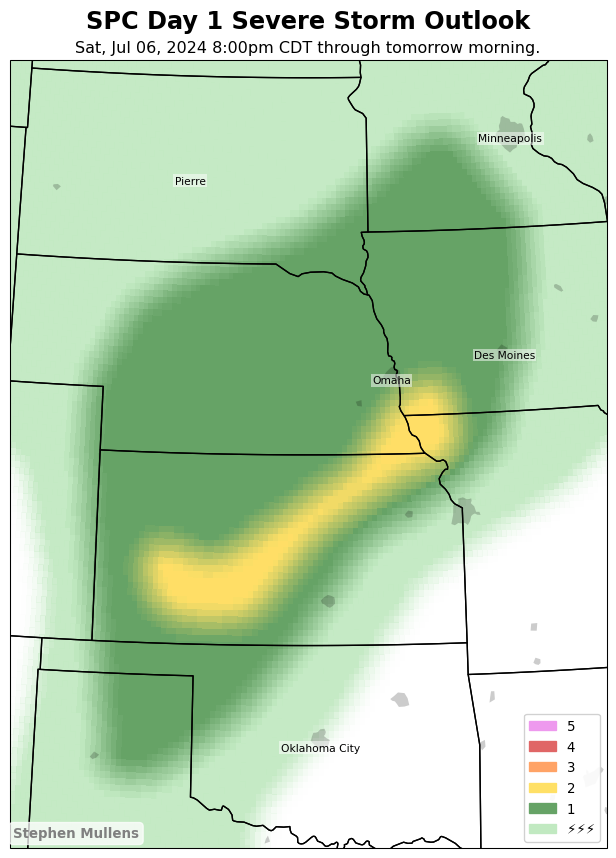 SPC Day 1 Severe Storm Outlook
Sat, Jul 06, 2024 8:00pm CDT through tomorrow morning.
Minneapolis
Pierre
Des Moines
Omaha
Oklahoma City
5
4
3
2
1
⚡⚡⚡
Stephen Mullens